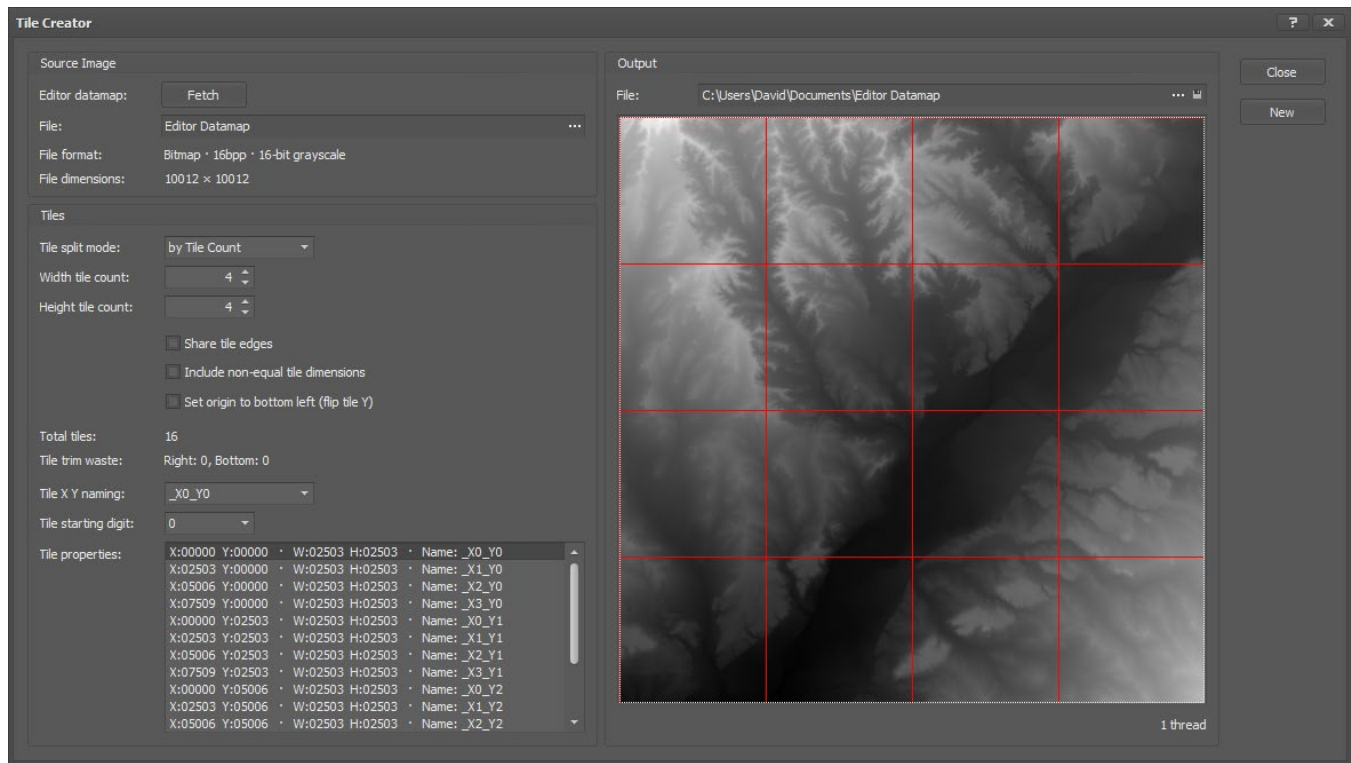 Tile Creator
? x
Source Image
Editor datamap: Fetch
File: Editor Datamap ...
File format: Bitmap · 16bpp · 16-bit grayscale
File dimensions: 10012 × 10012
Tiles
Tile split mode: by Tile Count
Width tile count: 4
Height tile count: 4
Share tile edges
Include non-equal tile dimensions
Set origin to bottom left (flip tile Y)
Total tiles: 16
Tile trim waste: Right: 0, Bottom: 0
Tile X Y naming: _X0_Y0
Tile starting digit: 0
Tile properties:
X:00000 Y:00000 · W:02503 H:02503 · Name: _X0_Y0
X:02503 Y:00000 · W:02503 H:02503 · Name: _X1_Y0
X:05006 Y:00000 · W:02503 H:02503 · Name: _X2_Y0
X:07509 Y:00000 · W:02503 H:02503 · Name: _X3_Y0
X:00000 Y:02503 · W:02503 H:02503 · Name: _X0_Y1
X:02503 Y:02503 · W:02503 H:02503 · Name: _X1_Y1
X:05006 Y:02503 · W:02503 H:02503 · Name: _X2_Y1
X:07509 Y:02503 · W:02503 H:02503 · Name: _X3_Y1
X:00000 Y:05006 · W:02503 H:02503 · Name: _X0_Y2
X:02503 Y:05006 · W:02503 H:02503 · Name: _X1_Y2
X:05006 Y:05006 · W:02503 H:02503 · Name: _X2_Y2
Output
File: C:\Users\David\Documents\Editor Datamap ...
1 thread
Close
New